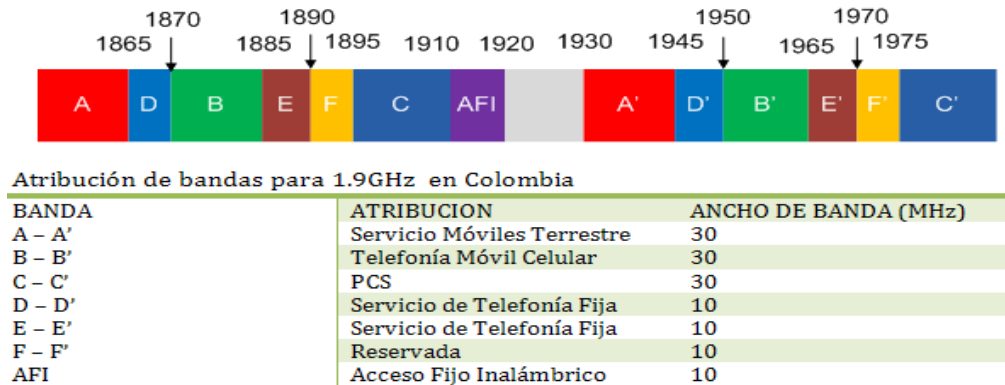 1870 1890 1950 1970
1865 1885 1895 1910 1920 1930 1945 1965 1975
A D B E F C AFI A' D' B' E' F' C'
Atribución de bandas para 1.9GHz en Colombia
BANDA ATRIBUCION ANCHO DE BANDA (MHz)
A – A' Servicio Móviles Terrestre 30
B – B' Telefonía Móvil Celular 30
C – C' PCS 30
D – D' Servicio de Telefonía Fija 10
E – E' Servicio de Telefonía Fija 10
F – F' Reservada 10
AFI Acceso Fijo Inalámbrico 10